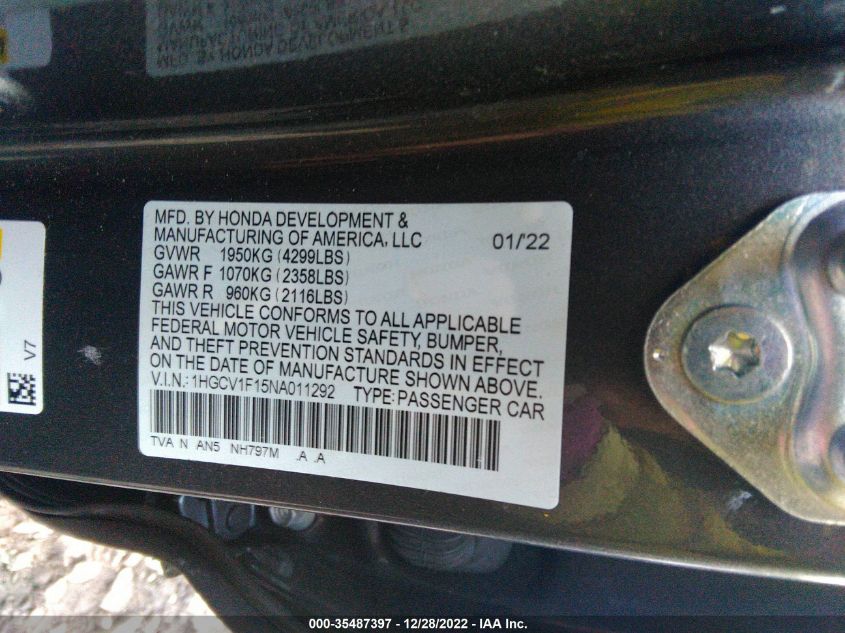 MFD. BY HONDA DEVELOPMENT &
MANUFACTURING OF AMERICA, LLC 01/'22
GVWR 1950KG (4299LBS)
GAWR F 1070KG (2358LBS)
GAWR R 960KG (2116LBS)
THIS VEHICLE CONFORMS TO ALL APPLICABLE
FEDERAL MOTOR VEHICLE SAFETY, BUMPER,
AND THEFT PREVENTION STANDARDS IN EFFECT
ON THE DATE OF MANUFACTURE SHOWN ABOVE.
V.I.N.: 1HGCV1F15NA011292 TYPE:PASSENGER CAR
TVA N AN5 NH797M .A .A
V7
000-35487397 - 12/28/2022 - IAA Inc.